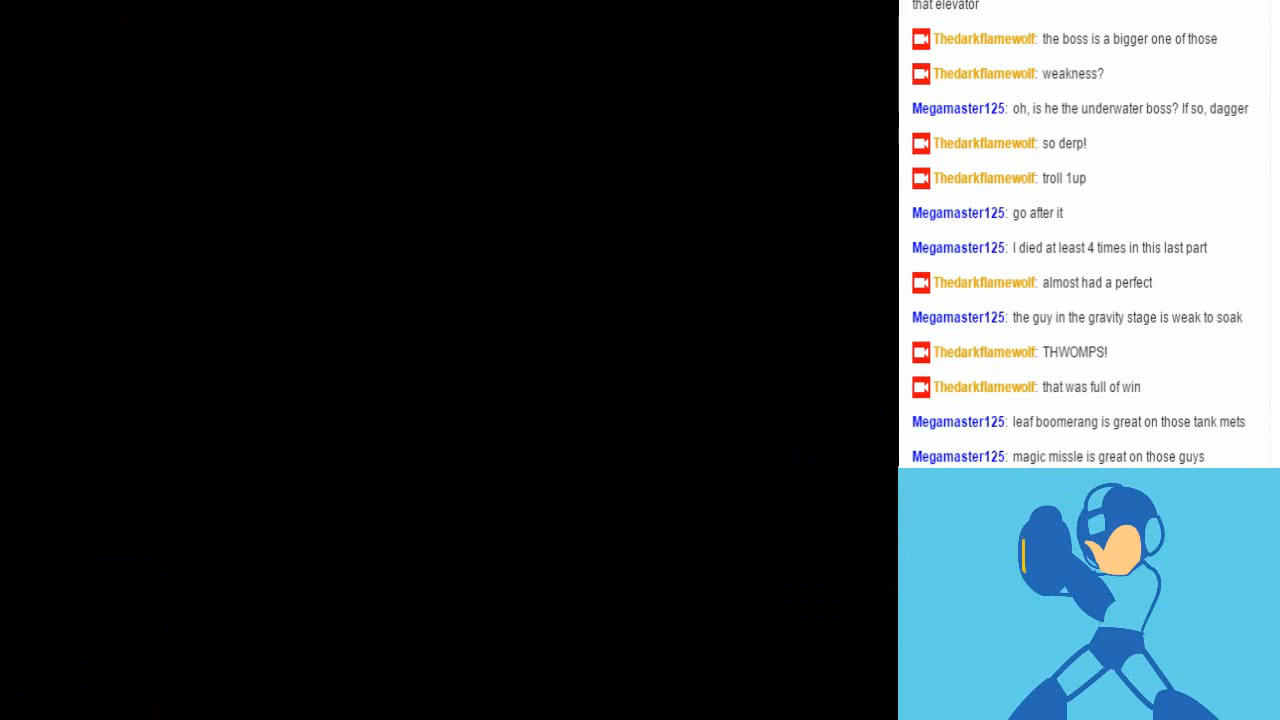 that elevator
Thedarkflamewolf: the boss is a bigger one of those
Thedarkflamewolf: weakness?
Megamaster125: oh, is he the underwater boss? If so, dagger
Thedarkflamewolf: so derp!
Thedarkflamewolf: troll 1up
Megamaster125: go after it
Megamaster125: I died at least 4 times in this last part
Thedarkflamewolf: almost had a perfect
Megamaster125: the guy in the gravity stage is weak to soak
Thedarkflamewolf: THWOMPS!
Thedarkflamewolf: that was full of win
Megamaster125: leaf boomerang is great on those tank mets
Megamaster125: magic missle is great on those guys